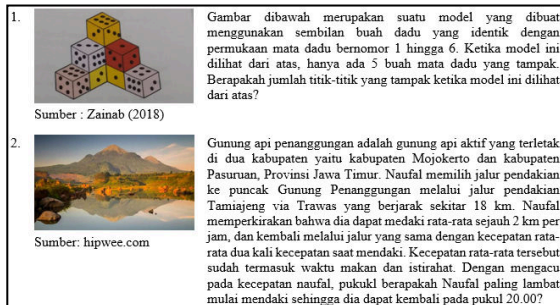 1.
Gambar dibawah merupakan suatu model yang dibuat
menggunakan sembilan buah dadu yang identik dengan
permukaan mata dadu bernomor 1 hingga 6. Ketika model ini
dilihat dari atas, hanya ada 5 buah mata dadu yang tampak.
Berapakah jumlah titik-titik yang tampak ketika model ini dilihat
dari atas?
Sumber : Zainab (2018)
2.
Gunung api penanggungan adalah gunung api aktif yang terletak
di dua kabupaten yaitu kabupaten Mojokerto dan kabupaten
Pasuruan, Provinsi Jawa Timur. Naufal memilih jalur pendakian
ke puncak Gunung Penanggungan melalui jalur pendakian
Tamiajeng via Trawas yang berjarak sekitar 18 km. Naufal
memperkirakan bahwa dia dapat medaki rata-rata sejauh 2 km per
jam, dan kembali melalui jalur yang sama dengan kecepatan rata-
rata dua kali kecepatan saat mendaki. Kecepatan rata-rata tersebut
sudah termasuk waktu makan dan istirahat. Dengan mengacu
pada kecepatan naufal, pukukl berapakah Naufal paling lambat
mulai mendaki sehingga dia dapat kembali pada pukul 20.00?
Sumber: hipwee.com